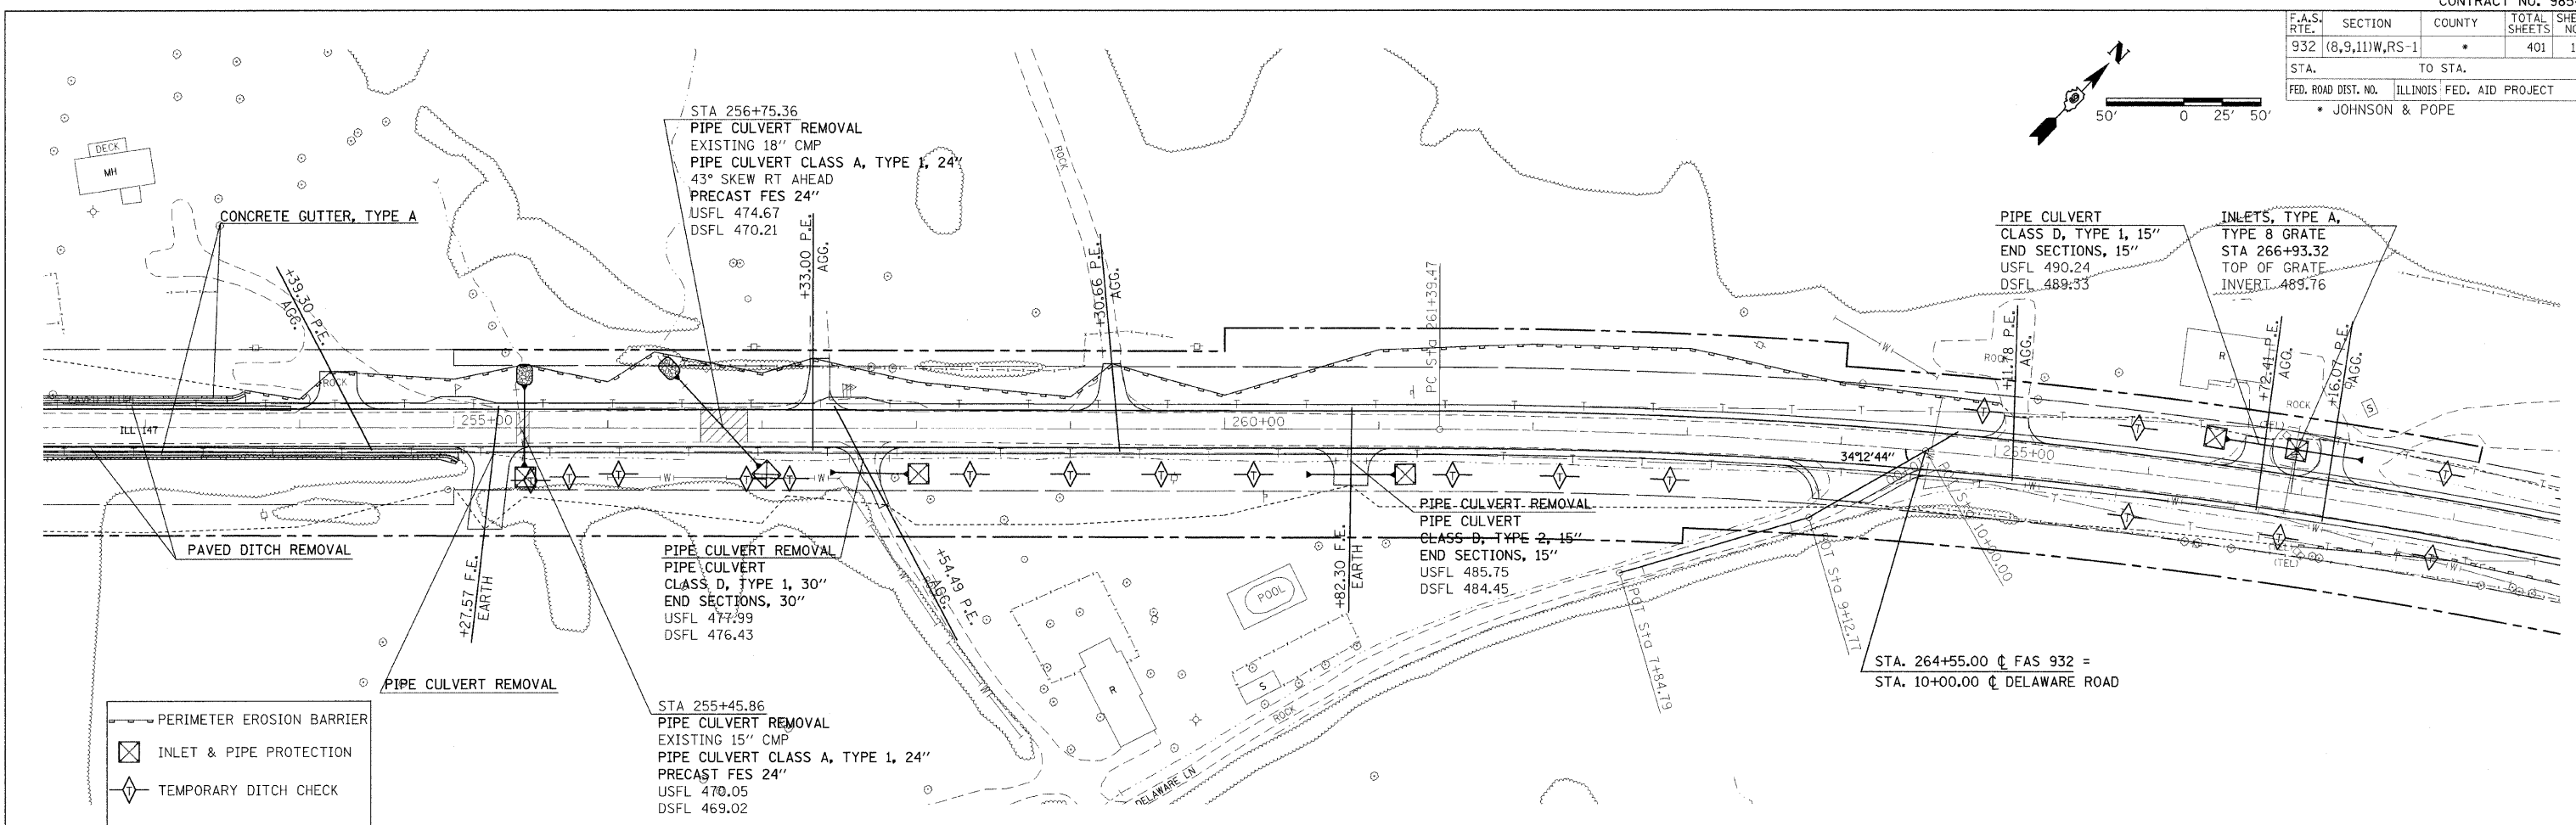 CONTRACT NO. 985
F.A.S. RTE. SECTION COUNTY TOTAL SHEETS
932 (8,9,11)W,RS-1 * 401
STA. TO STA.
FED. ROAD DIST. NO. ILLINOIS FED. AID PROJECT
* JOHNSON & POPE
N
50' 0 25' 50'
STA 256+75.36
PIPE CULVERT REMOVAL
EXISTING 18" CMP
PIPE CULVERT CLASS A, TYPE 1, 24"
43° SKEW RT AHEAD
PRECAST FES 24"
USFL 474.67
DSFL 470.21
DECK
MH
CONCRETE GUTTER, TYPE A
+39.30 P.E.
AGG.
+33.00 P.E.
AGG.
ROCK
+30.66 P.E.
AGG.
PC Sta 261+39.47
PIPE CULVERT
CLASS D, TYPE 1, 15"
END SECTIONS, 15"
USFL 490.24
DSFL 489.33
INLETS, TYPE A,
TYPE 8 GRATE
STA 266+93.32
TOP OF GRATE
INVERT 489.76
+11.78 P.E.
AGG.
ROCK
R
+72.41 P.E.
AGG.
+16.07 P.E.
AGG.
ROCK
S
ROCK
ILL 147
255+00
260+00
265+00
34°12'44"
POT Sta 10+00.00
POT Sta 9+12.77
POT Sta 7+84.79
(TEL)
PAVED DITCH REMOVAL
+27.57 F.E.
EARTH
PIPE CULVERT REMOVAL
PIPE CULVERT REMOVAL
PIPE CULVERT
CLASS D, TYPE 1, 30"
END SECTIONS, 30"
USFL 477.99
DSFL 476.43
+54.49 P.E.
AGG.
POOL
R
S
ROCK
DELAWARE LN
+82.30 F.E.
EARTH
PIPE CULVERT REMOVAL
PIPE CULVERT
CLASS D, TYPE 2, 15"
END SECTIONS, 15"
USFL 485.75
DSFL 484.45
STA. 264+55.00 ℄ FAS 932 =
STA. 10+00.00 ℄ DELAWARE ROAD
STA 255+45.86
PIPE CULVERT REMOVAL
EXISTING 15" CMP
PIPE CULVERT CLASS A, TYPE 1, 24"
PRECAST FES 24"
USFL 470.05
DSFL 469.02
PERIMETER EROSION BARRIER
INLET & PIPE PROTECTION
T TEMPORARY DITCH CHECK